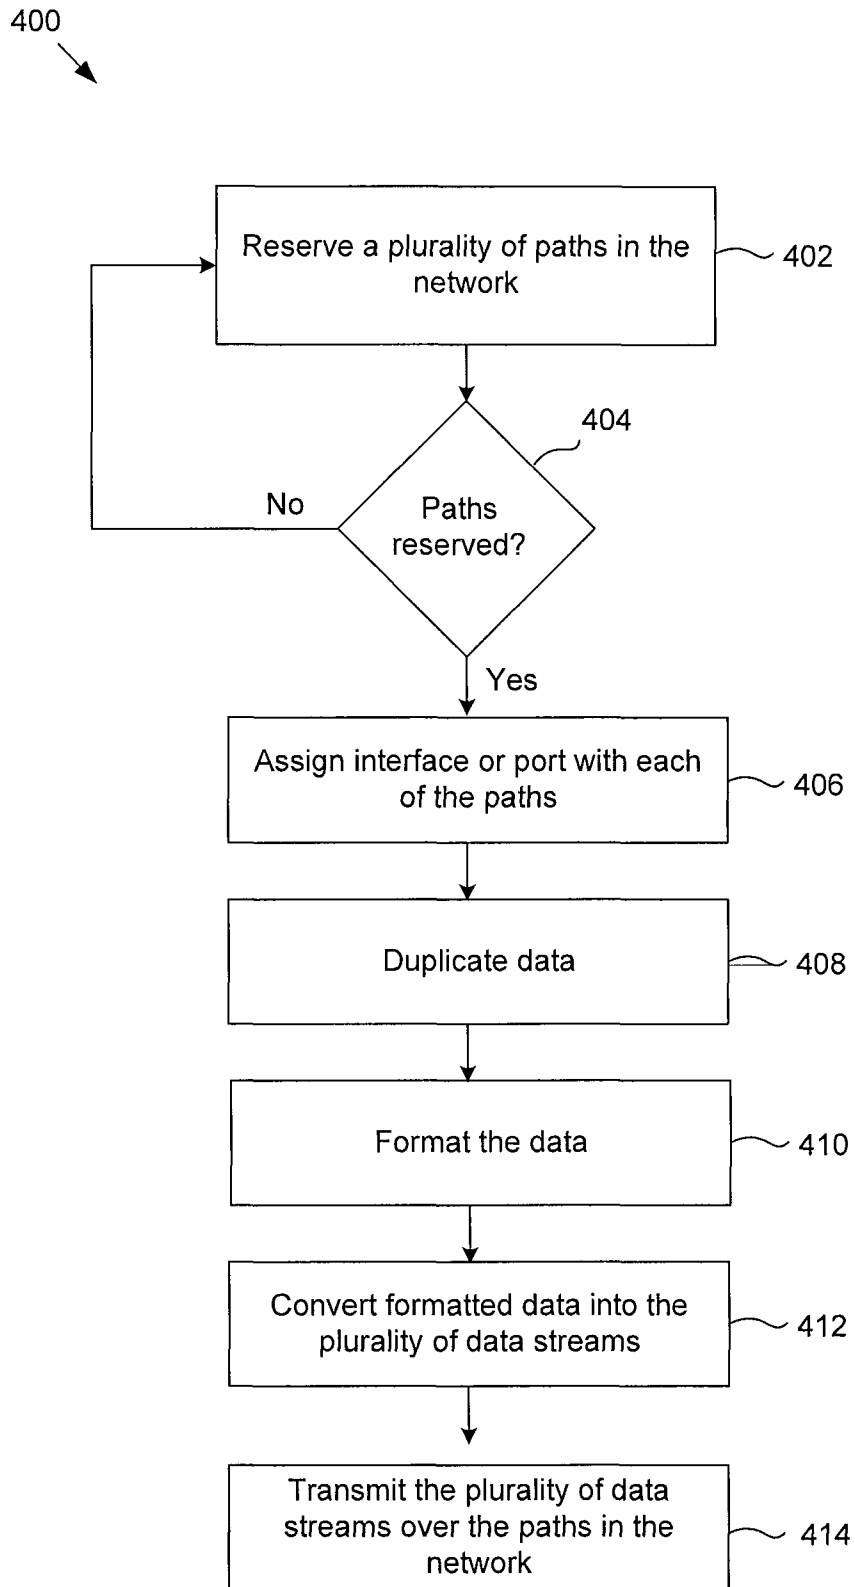 400
Reserve a plurality of paths in the
network
402
404
Paths
reserved?
No
Yes
Assign interface or port with each
of the paths
406
Duplicate data
408
Format the data
410
Convert formatted data into the
plurality of data streams
412
Transmit the plurality of data
streams over the paths in the
network
414